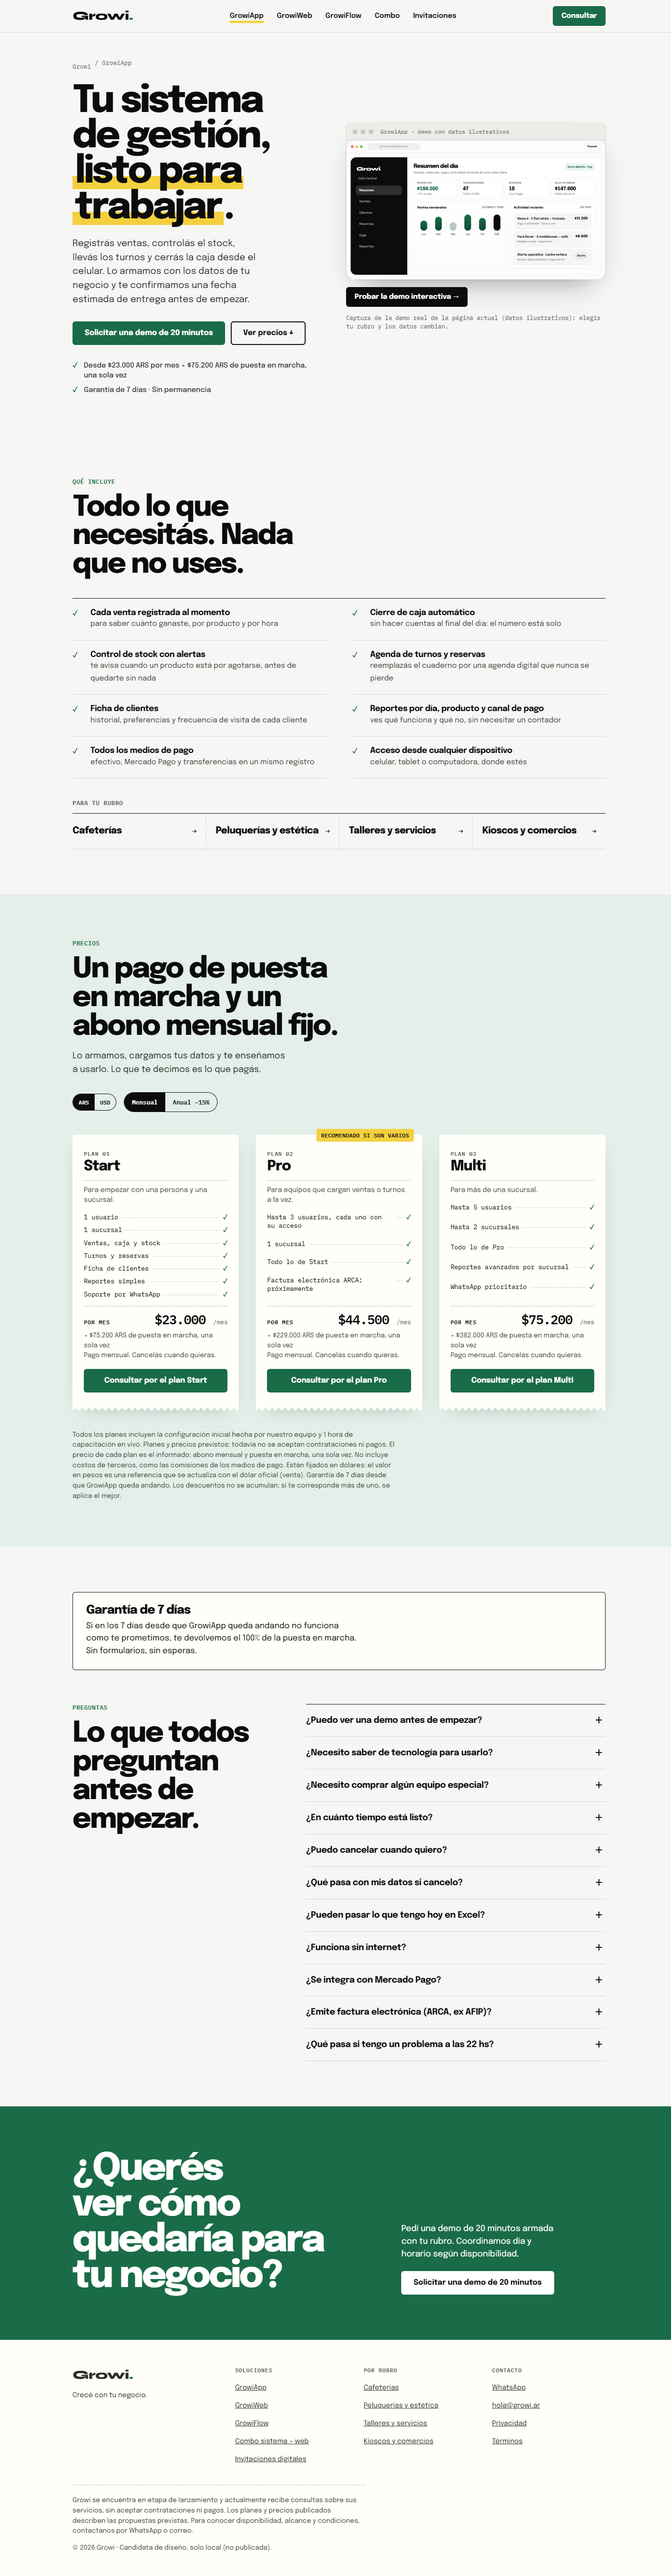 Growi.
GrowiApp
GrowiWeb
GrowiFlow
Combo
Invitaciones
Consultar
Growi / GrowiApp
Tu sistema
de gestión,
listo para
trabajar.
Registrás ventas, controlás el stock,
llevás los turnos y cerrás la caja desde el
celular. Lo armamos con los datos de tu
negocio y te confirmamos una fecha
estimada de entrega antes de empezar.
Solicitar una demo de 20 minutos
Ver precios ↓
✓ Desde $23.000 ARS por mes + $75.200 ARS de puesta en marcha,
una sola vez
✓ Garantía de 7 días · Sin permanencia
GrowiApp · demo con datos ilustrativos
Growi
Resumen
Ventas
Clientes
Reservas
Caja
Reportes
Resumen del día
$184.500
47
18
$147.600
Ventas semanales
Actividad reciente
$11.200
$8.600
Probar la demo interactiva →
Captura de la demo real de la página actual (datos ilustrativos): elegís
tu rubro y los datos cambian.
QUÉ INCLUYE
Todo lo que
necesitás. Nada
que no uses.
✓ Cada venta registrada al momento
para saber cuánto ganaste, por producto y por hora
✓ Cierre de caja automático
sin hacer cuentas al final del día: el número está solo
✓ Control de stock con alertas
te avisa cuando un producto está por agotarse, antes de
quedarte sin nada
✓ Agenda de turnos y reservas
reemplazás el cuaderno por una agenda digital que nunca se
pierde
✓ Ficha de clientes
historial, preferencias y frecuencia de visita de cada cliente
✓ Reportes por día, producto y canal de pago
ves qué funciona y qué no, sin necesitar un contador
✓ Todos los medios de pago
efectivo, Mercado Pago y transferencias en un mismo registro
✓ Acceso desde cualquier dispositivo
celular, tablet o computadora, donde estés
PARA TU RUBRO
Cafeterías →
Peluquerías y estética →
Talleres y servicios →
Kioscos y comercios →
PRECIOS
Un pago de puesta
en marcha y un
abono mensual fijo.
Lo armamos, cargamos tus datos y te enseñamos
a usarlo. Lo que te decimos es lo que pagás.
ARS
USD
Mensual
Anual -15%
PLAN 01
Start
Para empezar con una persona y una
sucursal.
1 usuario ✓
1 sucursal ✓
Ventas, caja y stock ✓
Turnos y reservas ✓
Ficha de clientes ✓
Reportes simples ✓
Soporte por WhatsApp ✓
POR MES $23.000 /mes
+ $75.200 ARS de puesta en marcha, una
sola vez
Pago mensual. Cancelás cuando quieras.
Consultar por el plan Start
RECOMENDADO SI SON VARIOS
PLAN 02
Pro
Para equipos que cargan ventas o turnos
a la vez.
Hasta 3 usuarios, cada uno con
su acceso ✓
1 sucursal ✓
Todo lo de Start ✓
Factura electrónica ARCA:
próximamente ✓
POR MES $44.500 /mes
+ $229.000 ARS de puesta en marcha, una
sola vez
Pago mensual. Cancelás cuando quieras.
Consultar por el plan Pro
PLAN 03
Multi
Para más de una sucursal.
Hasta 5 usuarios ✓
Hasta 2 sucursales ✓
Todo lo de Pro ✓
Reportes avanzados por sucursal ✓
WhatsApp prioritario ✓
POR MES $75.200 /mes
+ $382.000 ARS de puesta en marcha, una
sola vez
Pago mensual. Cancelás cuando quieras.
Consultar por el plan Multi
Todos los planes incluyen la configuración inicial hecha por nuestro equipo y 1 hora de
capacitación en vivo. Planes y precios previstos: todavía no se aceptan contrataciones ni pagos. El
precio de cada plan es el informado: abono mensual y puesta en marcha, una sola vez. No incluye
costos de terceros, como las comisiones de los medios de pago. Están fijados en dólares: el valor
en pesos es una referencia que se actualiza con el dólar oficial (venta). Garantía de 7 días desde
que GrowiApp queda andando. Los descuentos no se acumulan: si te corresponde más de uno, se
aplica el mejor.
Garantía de 7 días
Si en los 7 días desde que GrowiApp queda andando no funciona
como te prometimos, te devolvemos el 100% de la puesta en marcha.
Sin formularios, sin esperas.
PREGUNTAS
Lo que todos
preguntan
antes de
empezar.
¿Puedo ver una demo antes de empezar? +
¿Necesito saber de tecnología para usarlo? +
¿Necesito comprar algún equipo especial? +
¿En cuánto tiempo está listo? +
¿Puedo cancelar cuando quiero? +
¿Qué pasa con mis datos si cancelo? +
¿Pueden pasar lo que tengo hoy en Excel? +
¿Funciona sin internet? +
¿Se integra con Mercado Pago? +
¿Emite factura electrónica (ARCA, ex AFIP)? +
¿Qué pasa si tengo un problema a las 22 hs? +
¿Querés
ver cómo
quedaría para
tu negocio?
Pedí una demo de 20 minutos armada
con tu rubro. Coordinamos día y
horario según disponibilidad.
Solicitar una demo de 20 minutos
Growi.
Crecé con tu negocio.
SOLUCIONES
GrowiApp
GrowiWeb
GrowiFlow
Combo sistema + web
Invitaciones digitales
POR RUBRO
Cafeterías
Peluquerías y estética
Talleres y servicios
Kioscos y comercios
CONTACTO
WhatsApp
hola@growi.ar
Privacidad
Términos
Growi se encuentra en etapa de lanzamiento y actualmente recibe consultas sobre sus
servicios, sin aceptar contrataciones ni pagos. Los planes y precios publicados
describen las propuestas previstas. Para conocer disponibilidad, alcance y condiciones,
contactanos por WhatsApp o correo.
© 2026 Growi · Candidata de diseño, solo local (no publicada).